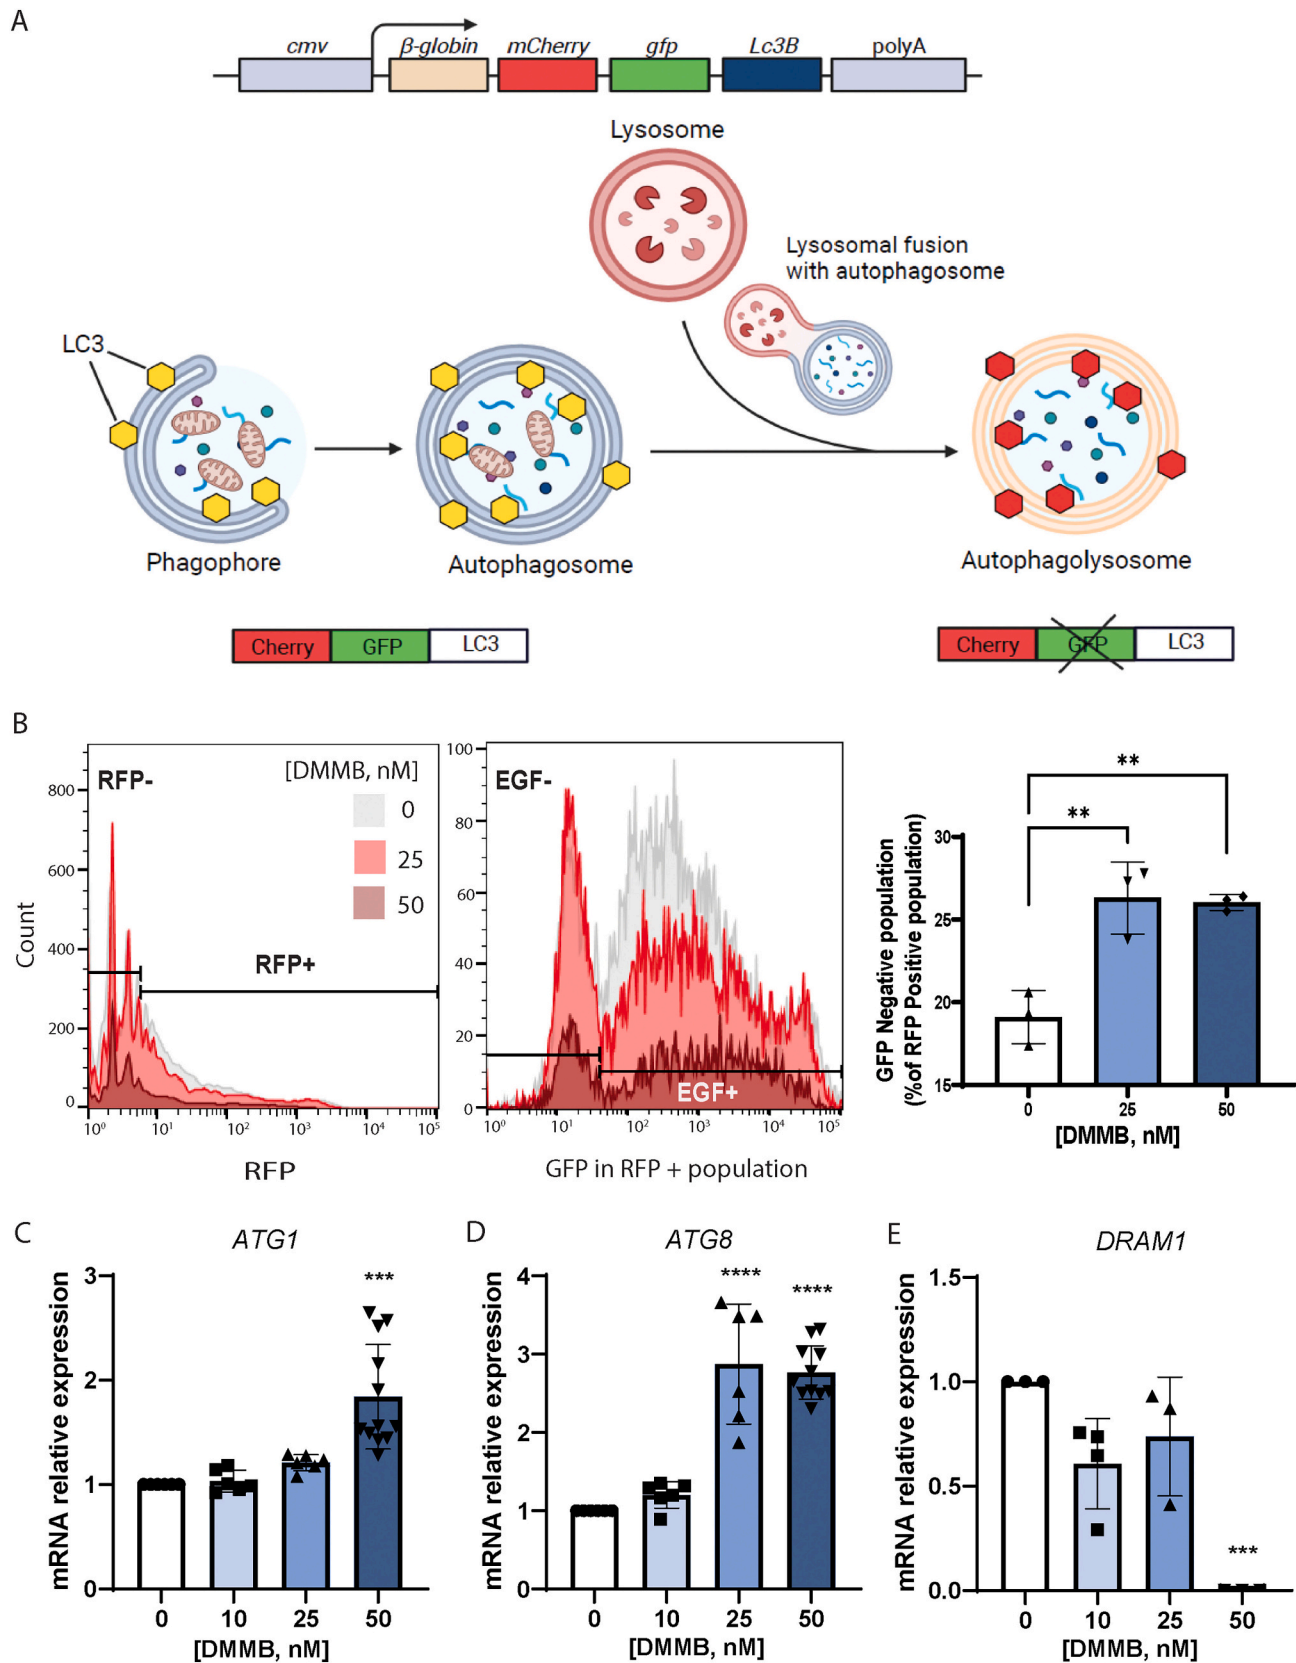 A
cmv
β-globin
mCherry
gfp
Lc3B
polyA
Lysosome
Lysosomal fusion
with autophagosome
LC3
Phagophore
Autophagosome
Autophagolysosome
Cherry
GFP
LC3
Cherry
GFP
LC3
B
RFP-
[DMMB, nM]
0
25
50
RFP+
Count
800
600
400
200
0
10⁰
10¹
10²
10³
10⁴
10⁵
RFP
EGF-
EGF+
100
80
60
40
20
0
10¹
10²
10³
10⁴
10⁵
GFP in RFP + population
**
**
GFP Negative population
(%of RFP Positive population)
30
25
20
15
0
25
50
[DMMB, nM]
C
ATG1
***
mRNA relative expression
3
2
1
0
0
10
25
50
[DMMB, nM]
D
ATG8
****
****
mRNA relative expression
4
3
2
1
0
0
10
25
50
[DMMB, nM]
E
DRAM1
***
mRNA relative expression
1.5
1.0
0.5
0.0
0
10
25
50
[DMMB, nM]